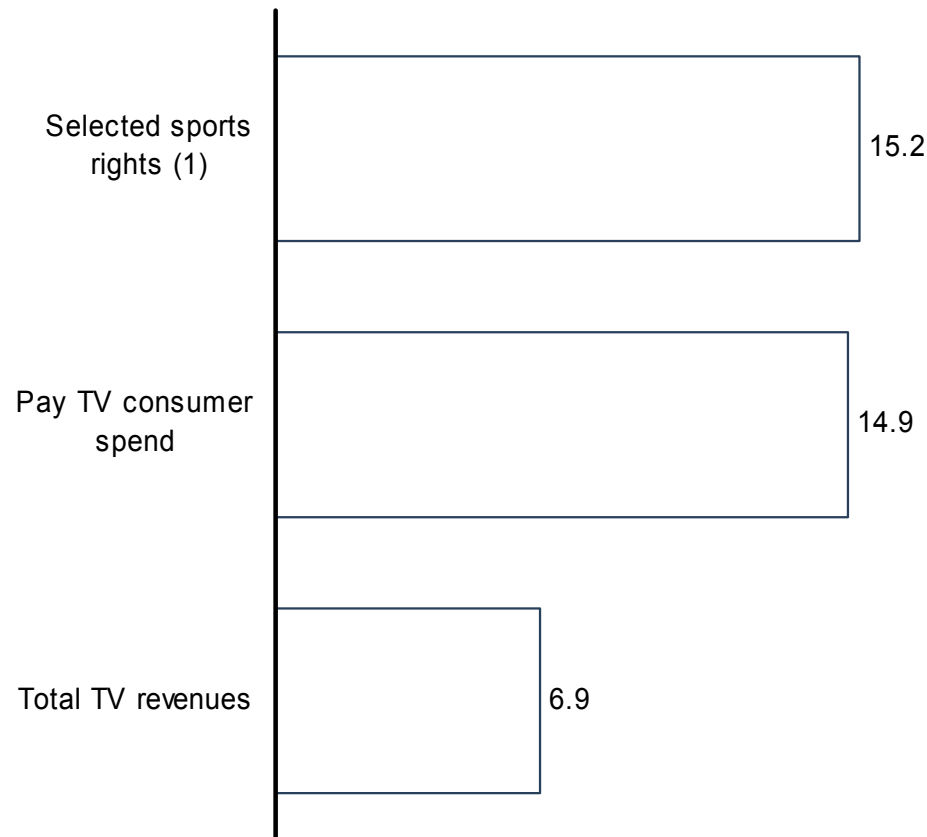 Selected sports
rights (1)
15.2
Pay TV consumer
spend
14.9
Total TV revenues
6.9